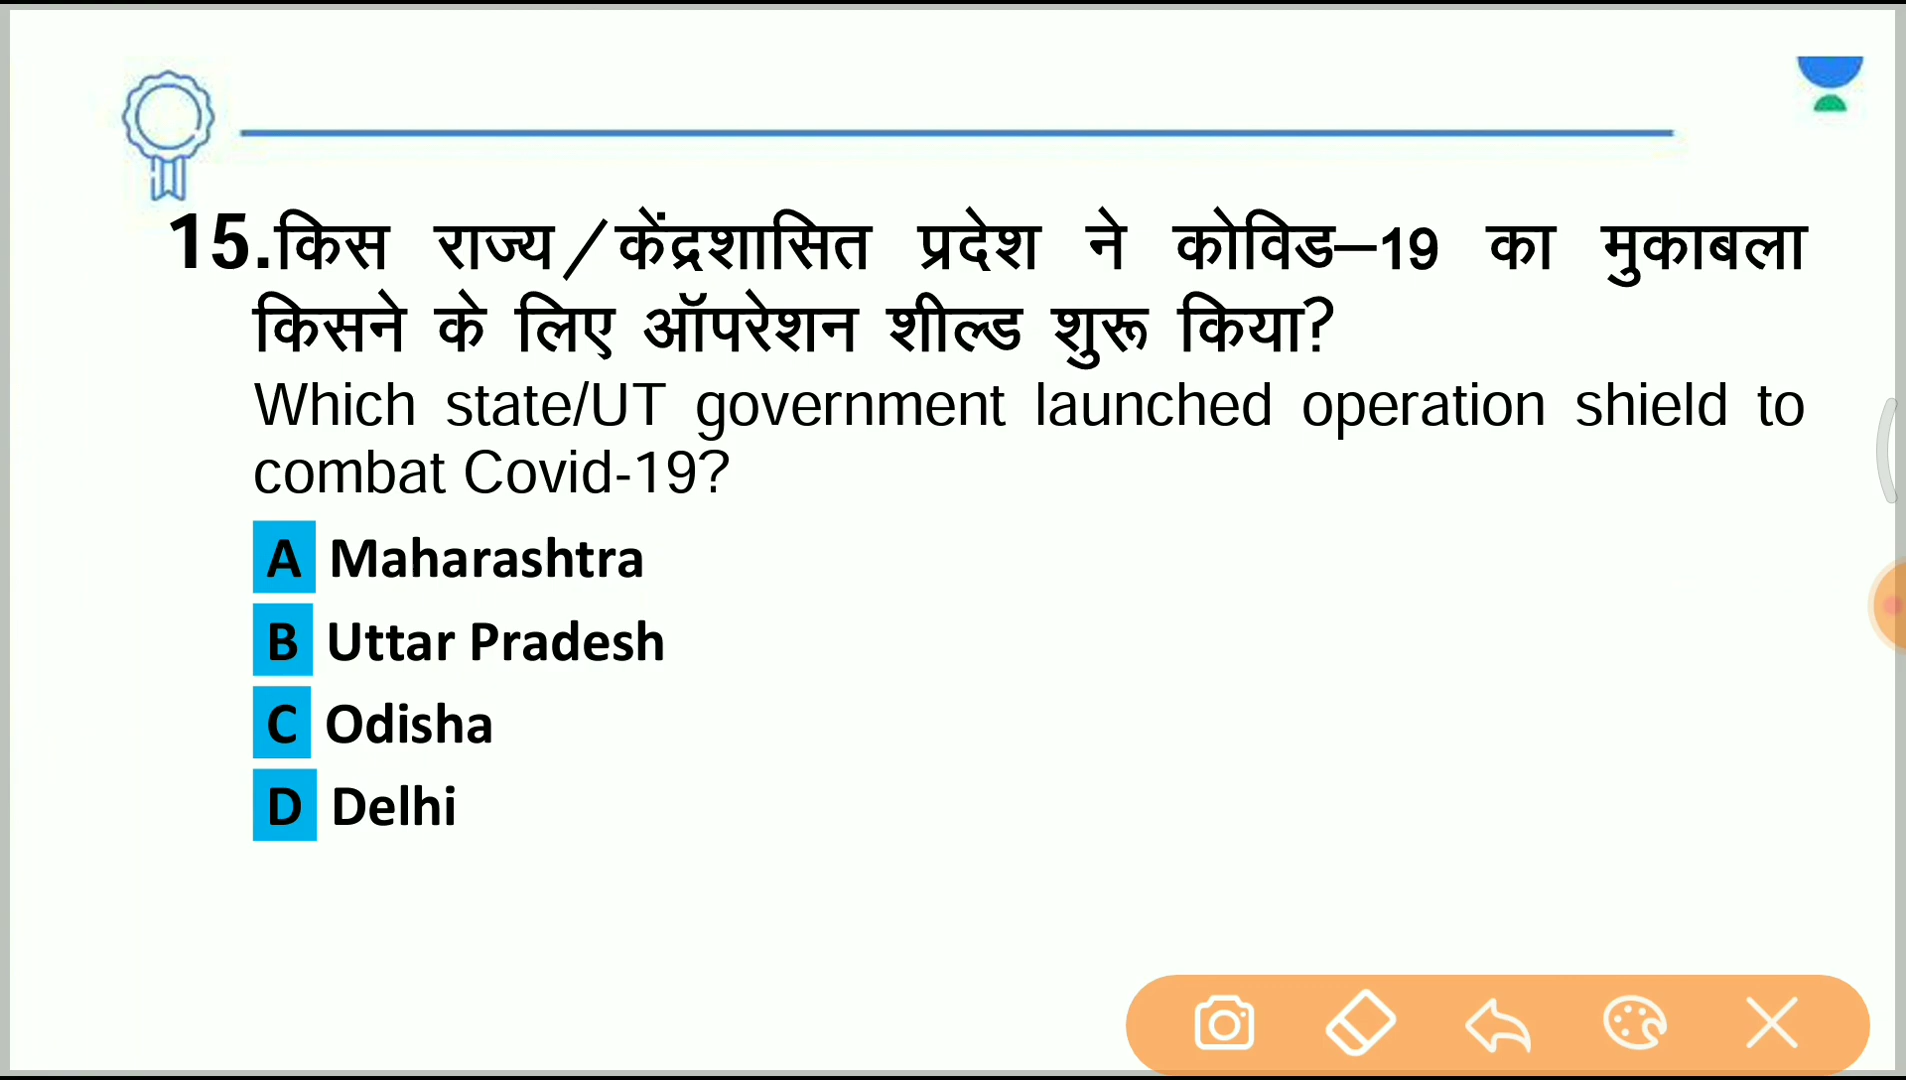 15.किस राज्य/केंद्रशासित प्रदेश ने कोविड–19 का मुकाबला
किसने के लिए ऑपरेशन शील्ड शुरू किया?
Which state/UT government launched operation shield to
combat Covid-19?
A Maharashtra
B Uttar Pradesh
C Odisha
D Delhi